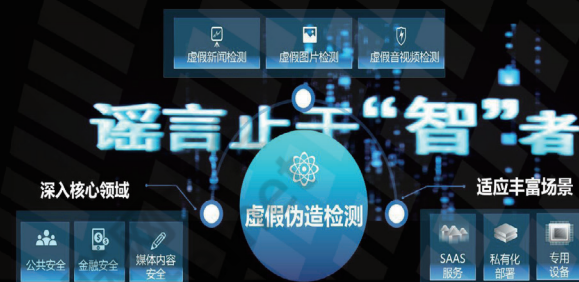 虚假新闻检测 虚假图片检测 虚假音视频检测
谣言止于“智”者
深入核心领域
适应丰富场景
虚假伪造检测
公共安全 金融安全 媒体内容
安全
SAAS 私有化 专用
服务 部署 设备